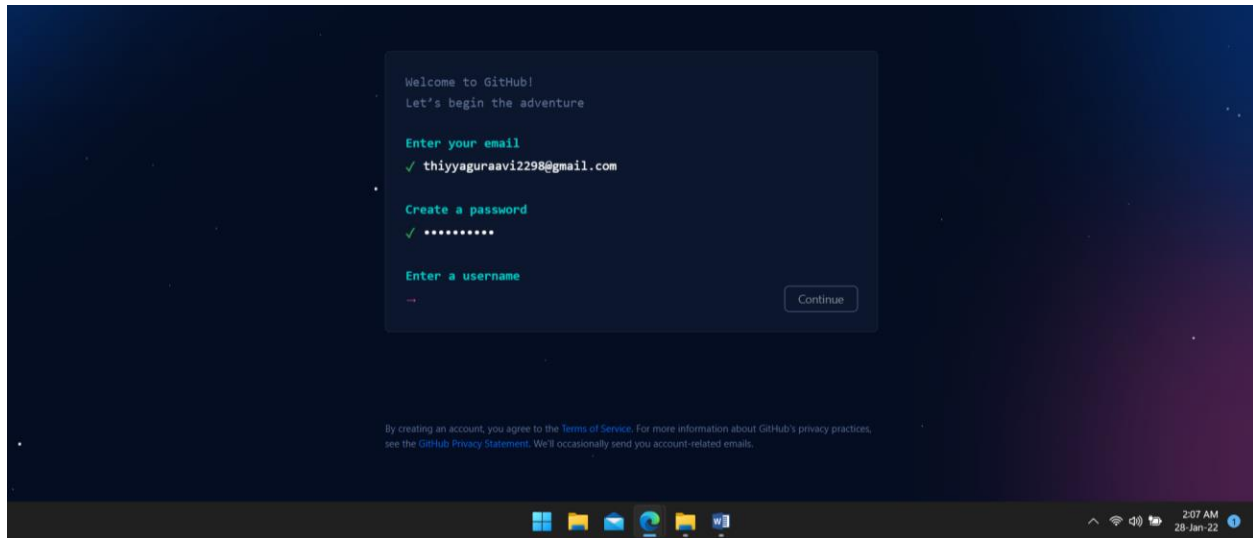 Welcome to GitHub!
Let's begin the adventure
Enter your email
✓ thiyyaguraavi2298@gmail.com
Create a password
✓ ••••••••••
Enter a username
→
Continue
By creating an account, you agree to the Terms of Service. For more information about GitHub's privacy practices,
see the GitHub Privacy Statement. We'll occasionally send you account-related emails.
2:07 AM
28-Jan-22
1